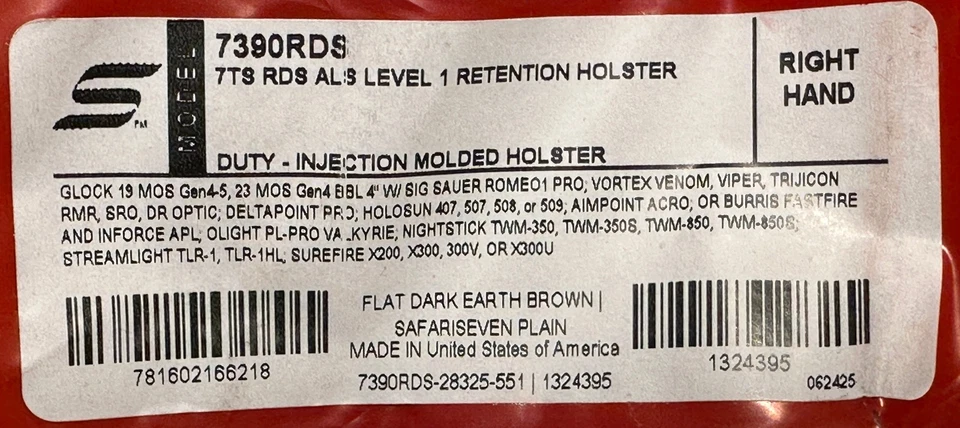 MODEL
7390RDS
7TS RDS ALS LEVEL 1 RETENTION HOLSTER
DUTY - INJECTION MOLDED HOLSTER
RIGHT
HAND
GLOCK 19 MOS Gen4-5, 23 MOS Gen4 BBL 4" W/ SIG SAUER ROMEO1 PRO; VORTEX VENOM, VIPER, TRIJICON
RMR, SRO, DR OPTIC; DELTAPOINT PRO; HOLOSUN 407, 507, 508, or 509; AIMPOINT ACRO; OR BURRIS FASTFIRE
AND INFORCE APL; OLIGHT PL-PRO VALKYRIE; NIGHTSTICK TWM-350, TWM-350S, TWM-850, TWM-850S;
STREAMLIGHT TLR-1, TLR-1HL; SUREFIRE X200, X300, 300V, OR X300U
FLAT DARK EARTH BROWN |
SAFARISEVEN PLAIN
MADE IN United States of America
7390RDS-28325-551 | 1324395
781602166218
1324395
062425